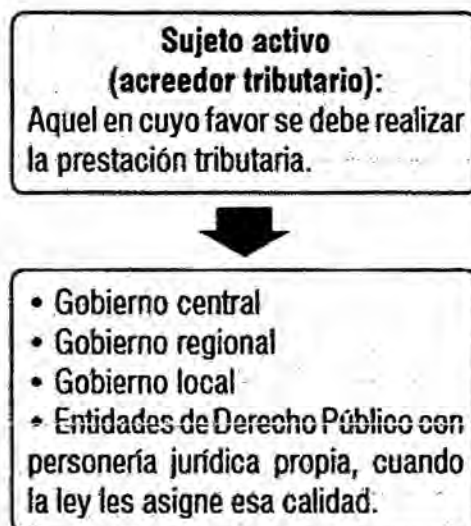 Sujeto activo
(acreedor tributario):
Aquel en cuyo favor se debe realizar
la prestación tributaria.
• Gobierno central
• Gobierno regional
• Gobierno local
• Entidades de Derecho Público con
personería jurídica propia, cuando
la ley les asigne esa calidad.